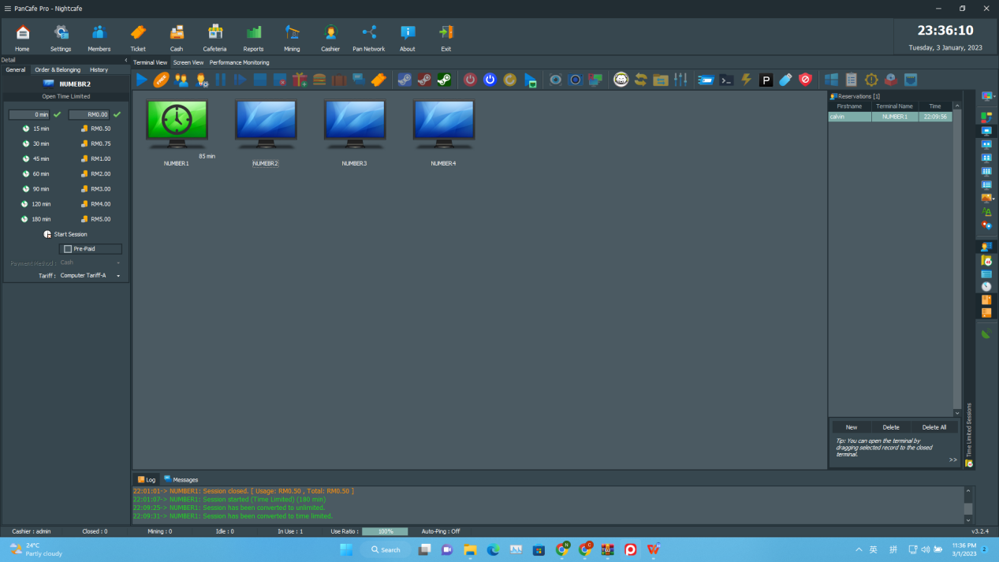 PanCafe Pro - Nightcafe
Home Settings Members Ticket Cash Cafeteria Reports Mining Cashier Pan Network About Exit
23:36:10
Tuesday, 3 January, 2023
Detail
General Order & Belonging History
NUMEBR2
Open Time Limited
0 min RM0.00
15 min RM0.50
30 min RM0.75
45 min RM1.00
60 min RM2.00
90 min RM3.00
120 min RM4.00
180 min RM5.00
Start Session
Pre-Paid
Payment Method : Cash
Tariff : Computer Tariff-A
Terminal View Screen View Performance Monitoring
FREE
P
85 min
NUMBER1 NUMEBR2 NUMBER3 NUMBER4
Reservations [1]
Firstname Terminal Name Time
calvin NUMBER1 22:09:56
New Delete Delete All
Tip: You can open the terminal by
dragging selected record to the closed
terminal.
>>
Time Limited Sessions
Log Messages
22:01:01-> NUMBER1: Session closed. [ Usage: RM0.50 , Total: RM0.50 ]
22:01:07-> NUMBER1: Session started (Time Limited) (180 min)
22:09:25-> NUMBER1: Session has been converted to unlimited.
22:09:31-> NUMBER1: Session has been converted to time limited.
Cashier : admin Closed : 0 Mining : 0 Idle : 0 In Use : 1 Use Ratio : 100% Auto-Ping : Off v3.2.4
24°C
Partly cloudy
Search
N
C
英
拼
11:36 PM
3/1/2023
2